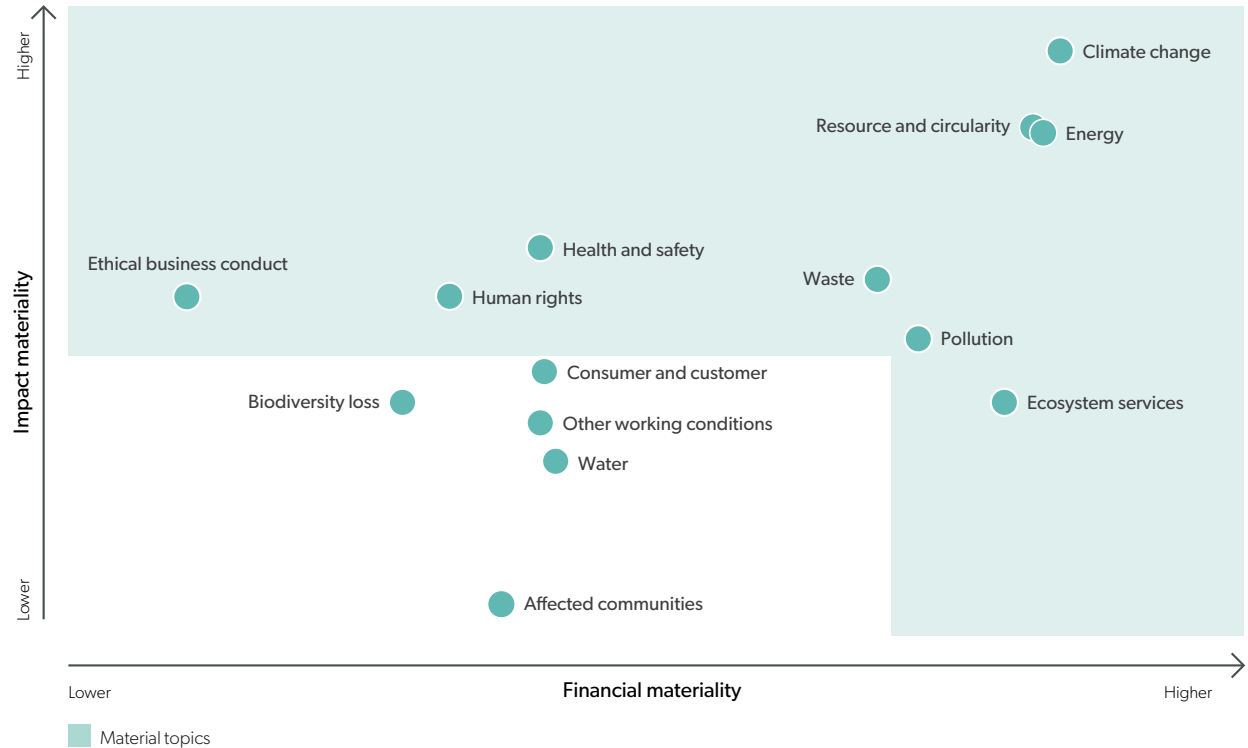 Higher
Climate change
Resource and circularity
Energy
Health and safety
Ethical business conduct
Waste
Human rights
Impact materiality
Pollution
Consumer and customer
Biodiversity loss
Ecosystem services
Other working conditions
Water
Lower
Affected communities
Lower
Financial materiality
Higher
Material topics